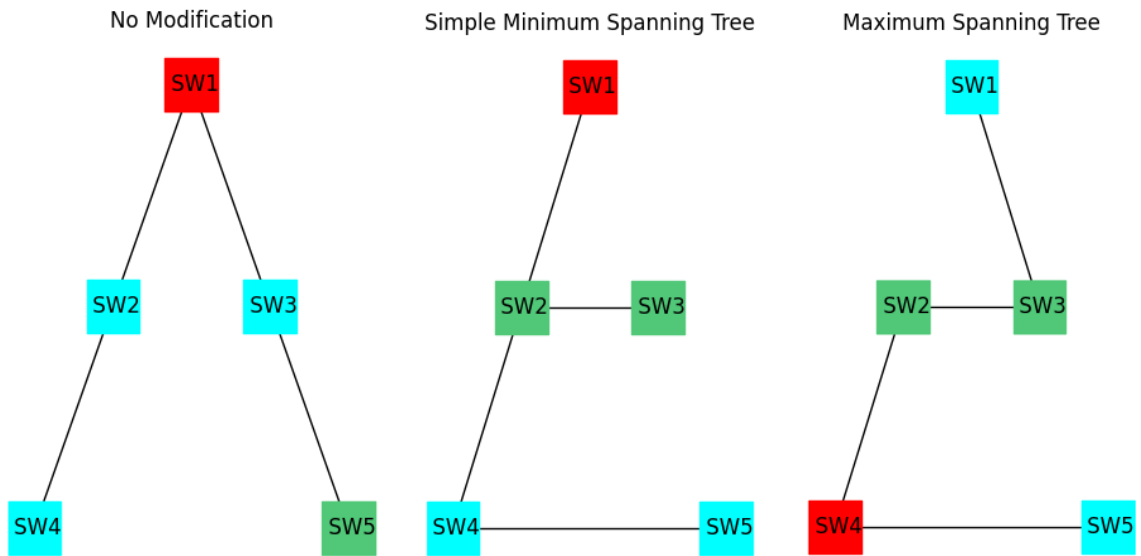 No Modification
SW1
SW2
SW3
SW4
SW5
Simple Minimum Spanning Tree
SW1
SW2
SW3
SW4
SW5
Maximum Spanning Tree
SW1
SW2
SW3
SW4
SW5